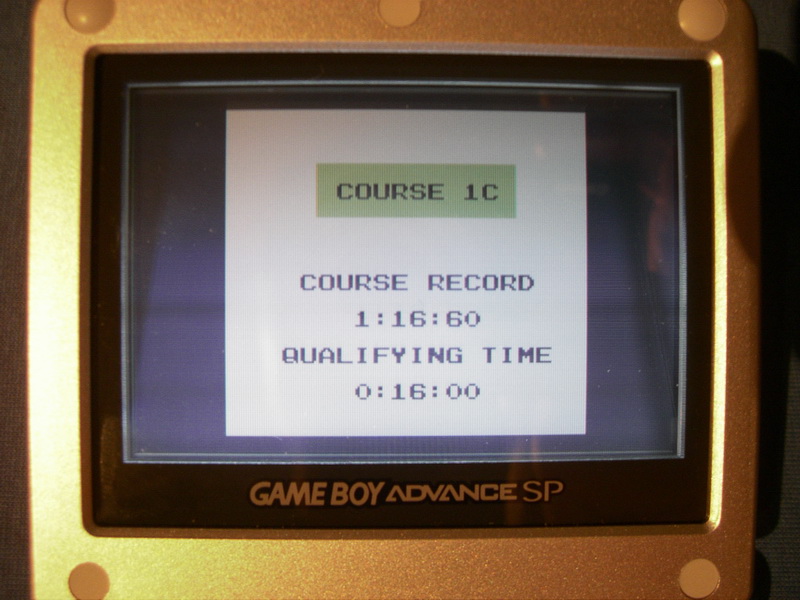 COURSE 1C
COURSE RECORD
1:16:60
QUALIFYING TIME
0:16:00
GAME BOY ADVANCE SP